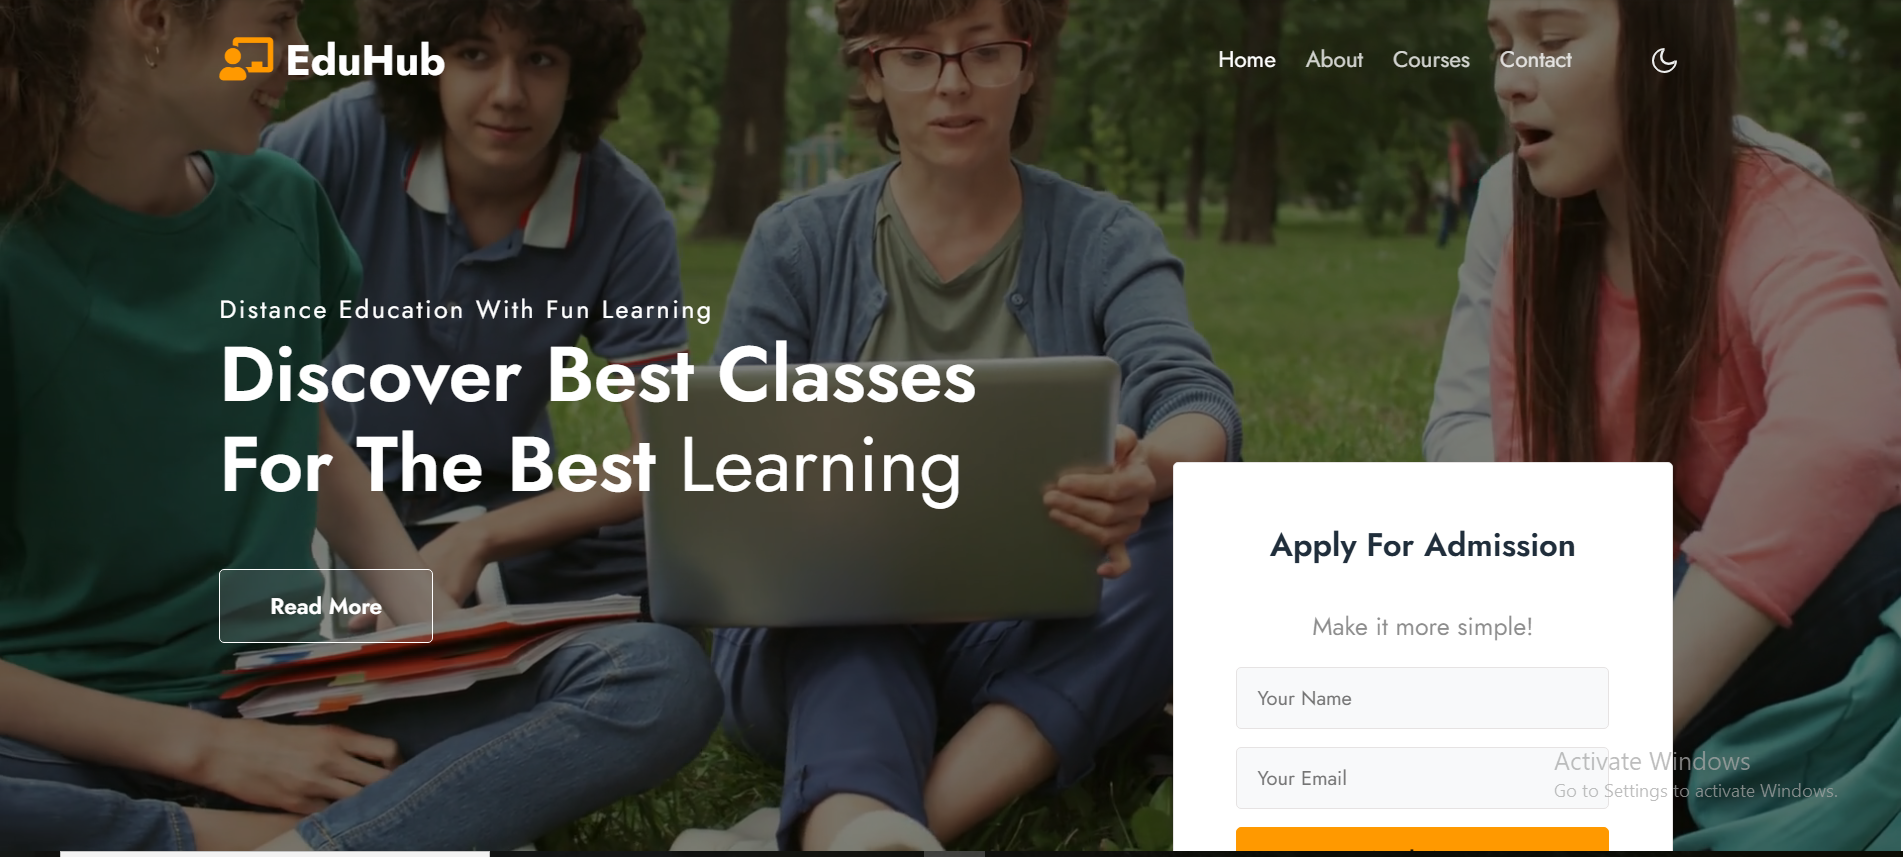 EduHub
Home About Courses Contact
Distance Education With Fun Learning
Discover Best Classes
For The Best Learning
Read More
Apply For Admission
Make it more simple!
Your Name
Your Email
Activate Windows
Go to Settings to activate Windows.